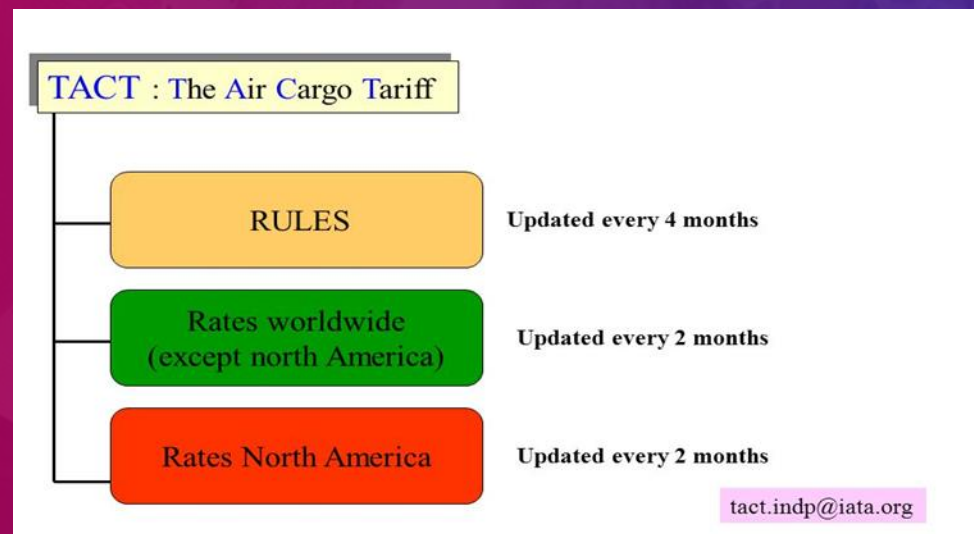 TACT : The Air Cargo Tariff
RULES
Updated every 4 months
Rates worldwide
(except north America)
Updated every 2 months
Rates North America
Updated every 2 months
tact.indp@iata.org